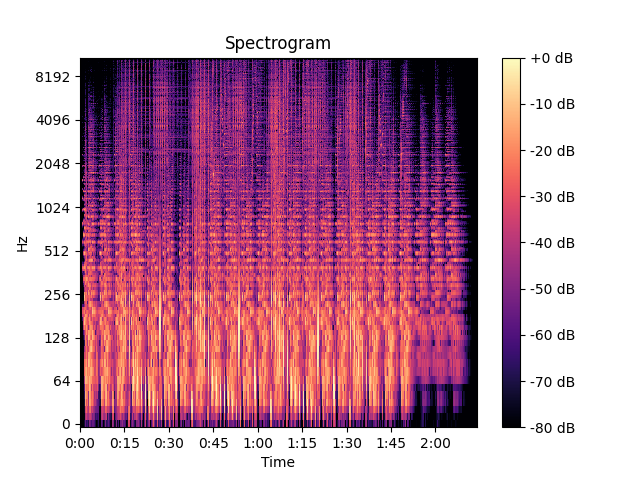 Spectrogram
Hz
8192
4096
2048
1024
512
256
128
64
0
0:00 0:15 0:30 0:45 1:00 1:15 1:30 1:45 2:00
Time
+0 dB
-10 dB
-20 dB
-30 dB
-40 dB
-50 dB
-60 dB
-70 dB
-80 dB